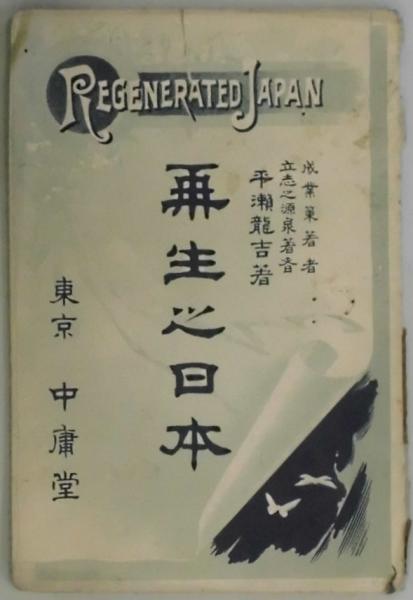 REGENERATED JAPAN
成業策著者
立志之源泉著者
平瀬龍吉著
再生之日本
東京 中庸堂